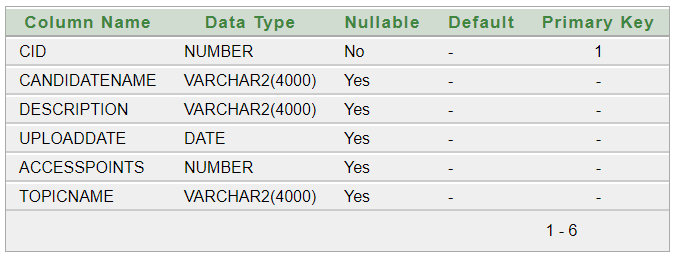 Column Name Data Type Nullable Default Primary Key
CID NUMBER No - 1
CANDIDATENAME VARCHAR2(4000) Yes - -
DESCRIPTION VARCHAR2(4000) Yes - -
UPLOADDATE DATE Yes - -
ACCESSPOINTS NUMBER Yes - -
TOPICNAME VARCHAR2(4000) Yes - -
1 - 6